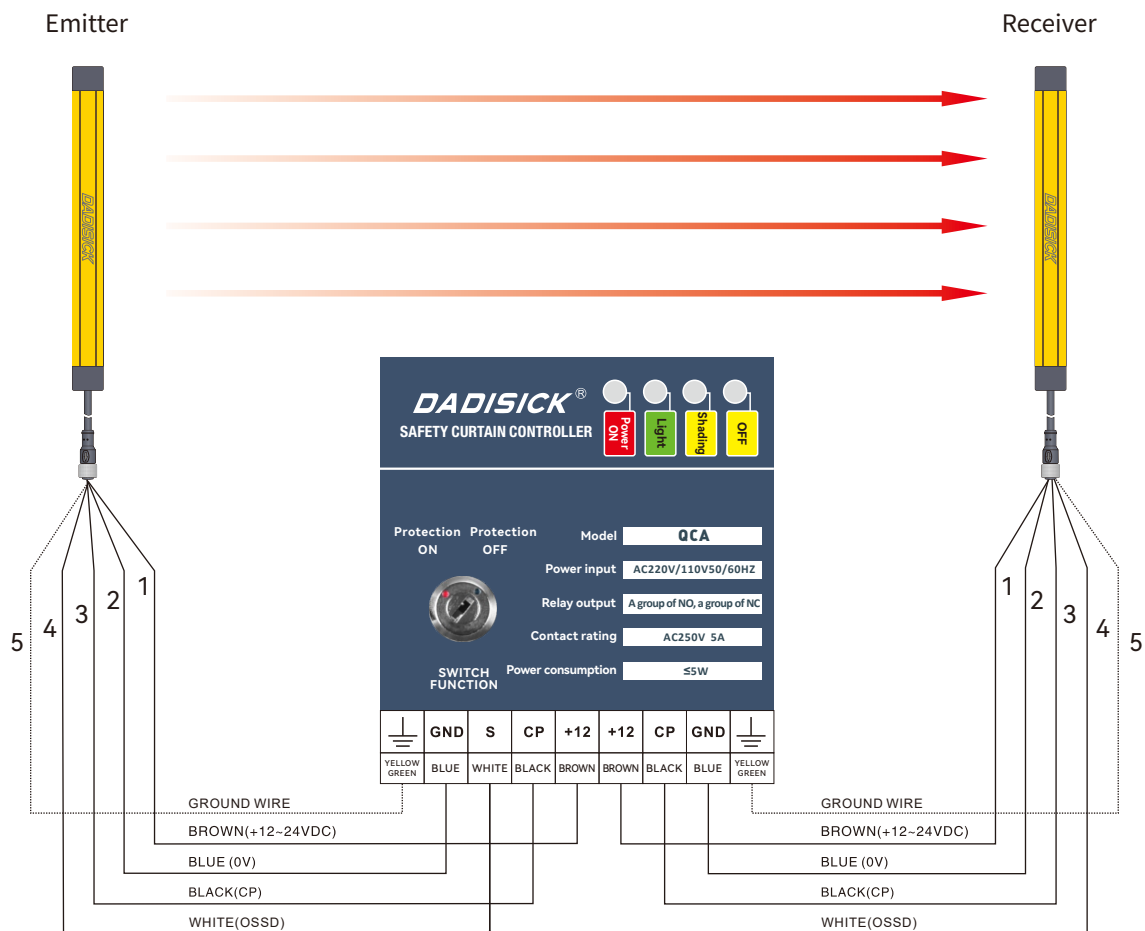 Emitter
Receiver
DADISICK
DADISICK
DADISICK®
SAFETY CURTAIN CONTROLLER
Power ON
Light
Shading
OFF
Protection ON
Protection OFF
SWITCH
FUNCTION
Model QCA
Power input AC220V/110V50/60HZ
Relay output A group of NO, a group of NC
Contact rating AC250V 5A
Power consumption ≤5W
5 4 3 2 1
1 2 3 4 5
GND S CP +12 +12 CP GND
YELLOW GREEN BLUE WHITE BLACK BROWN BROWN BLACK BLUE YELLOW GREEN
GROUND WIRE
BROWN(+12~24VDC)
BLUE (0V)
BLACK(CP)
WHITE(OSSD)
GROUND WIRE
BROWN(+12~24VDC)
BLUE (0V)
BLACK(CP)
WHITE(OSSD)